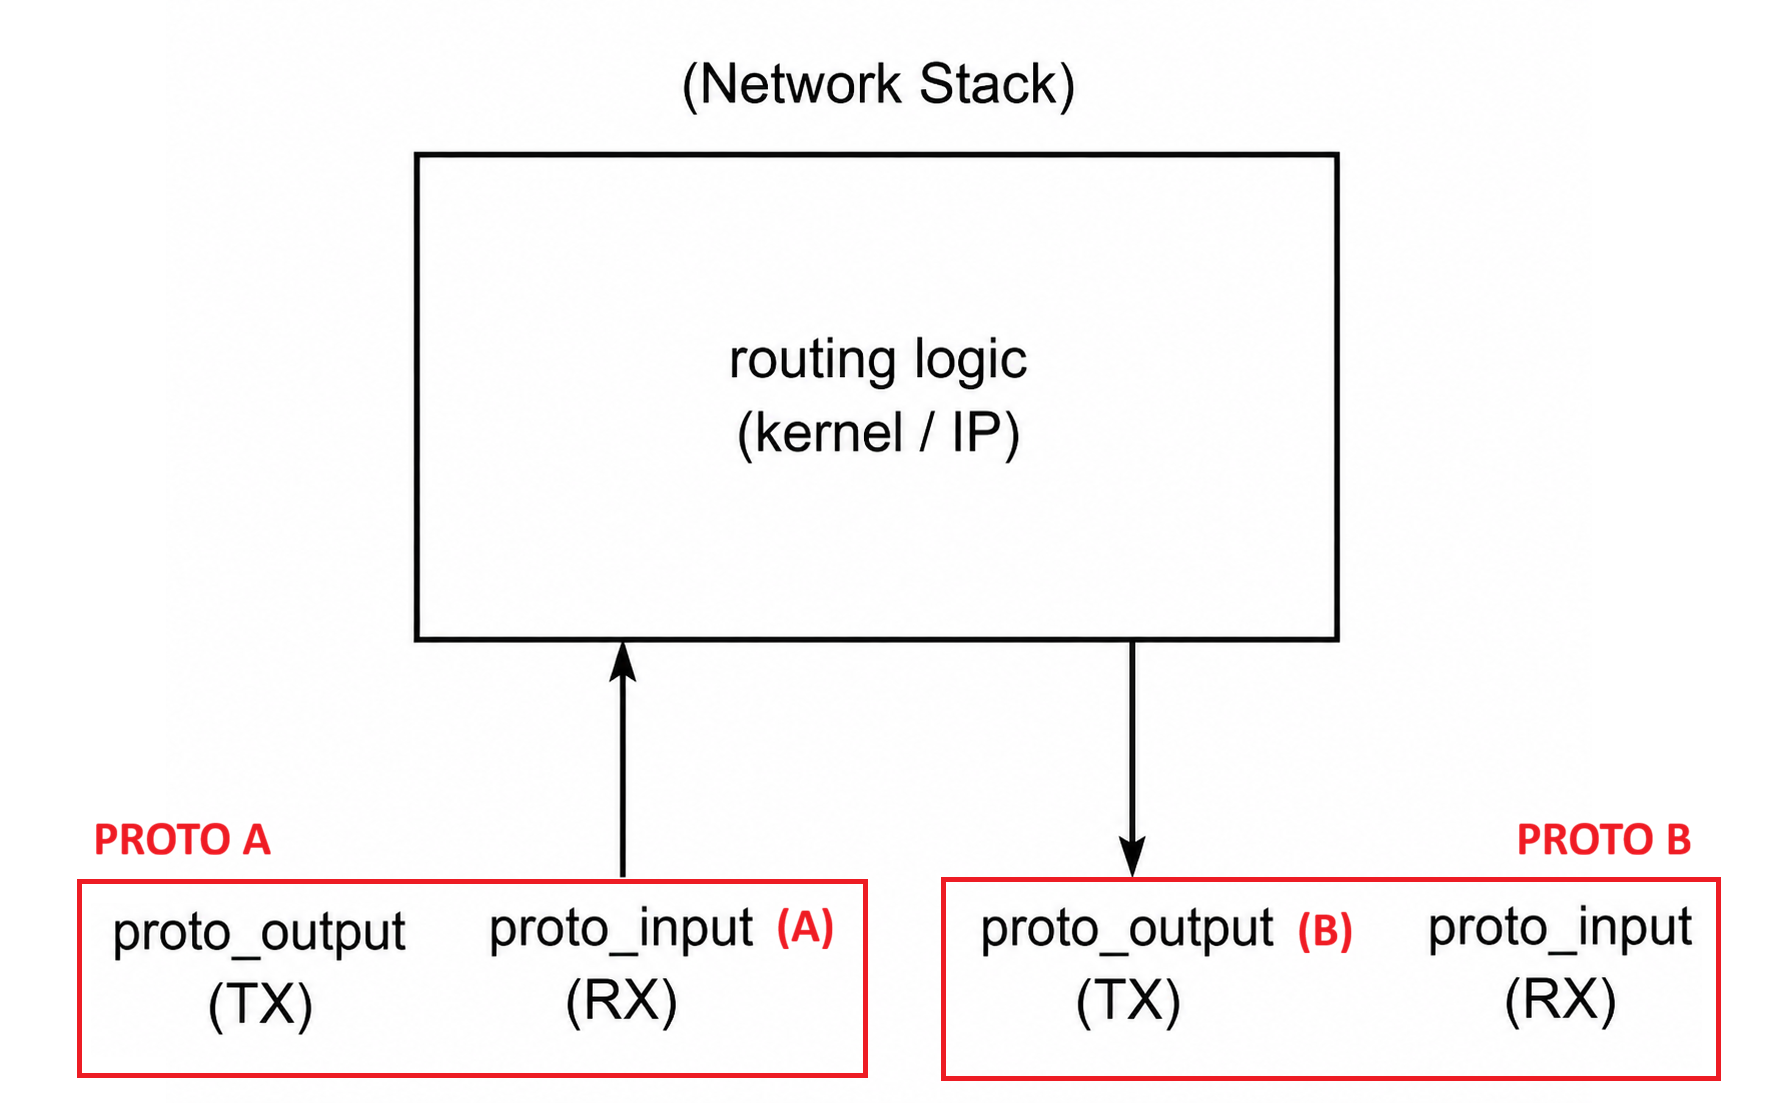 (Network Stack)
routing logic
(kernel / IP)
PROTO A
PROTO B
proto_output
(TX)
proto_input (A)
(RX)
proto_output (B)
(TX)
proto_input
(RX)